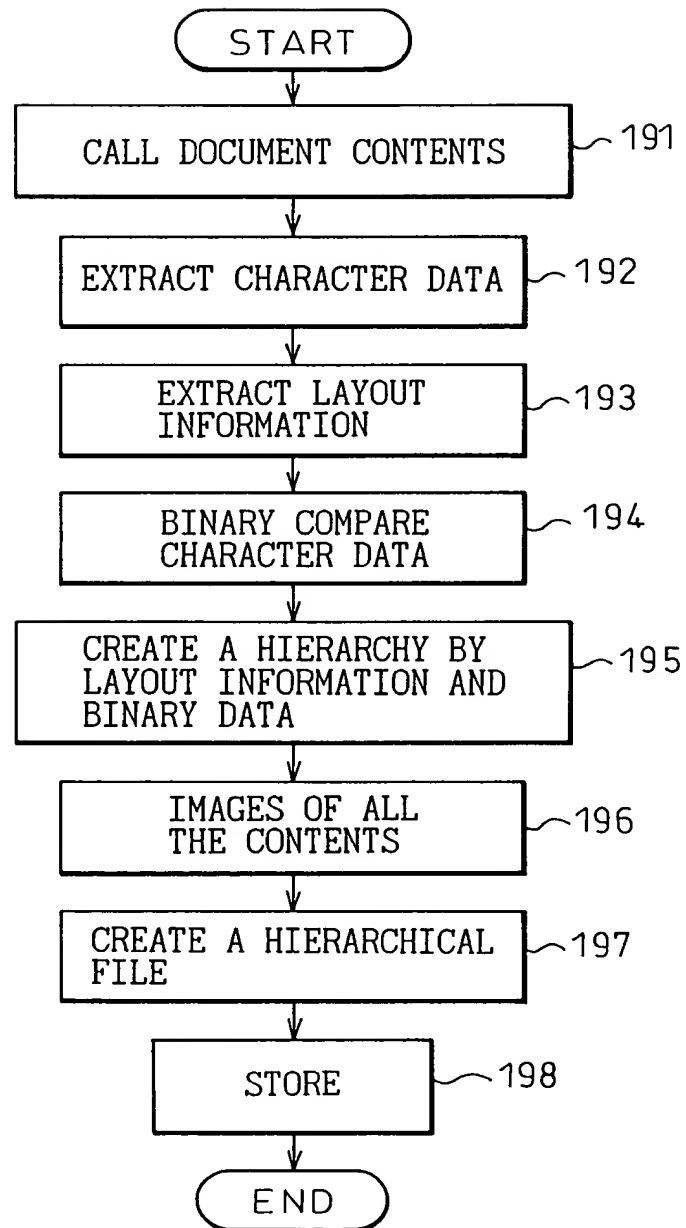 START
CALL DOCUMENT CONTENTS
191
EXTRACT CHARACTER DATA
192
EXTRACT LAYOUT
INFORMATION
193
BINARY COMPARE
CHARACTER DATA
194
CREATE A HIERARCHY BY
LAYOUT INFORMATION AND
BINARY DATA
195
IMAGES OF ALL
THE CONTENTS
196
CREATE A HIERARCHICAL
FILE
197
STORE
198
END